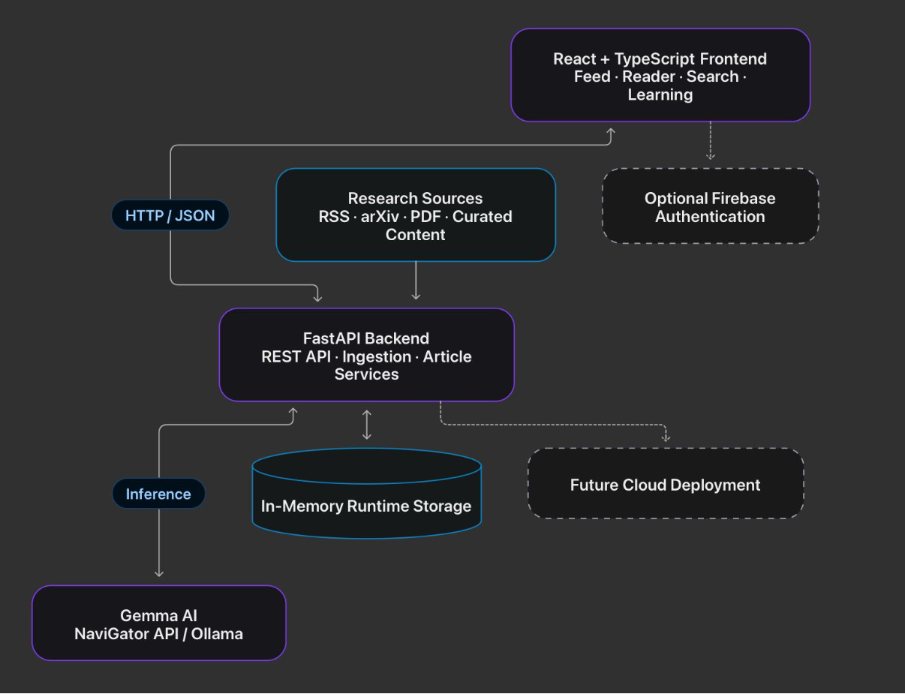 React + TypeScript Frontend
Feed · Reader · Search ·
Learning
HTTP / JSON
Research Sources
RSS · arXiv · PDF · Curated
Content
Optional Firebase
Authentication
FastAPI Backend
REST API · Ingestion · Article
Services
Inference
In-Memory Runtime Storage
Future Cloud Deployment
Gemma AI
NaviGator API / Ollama